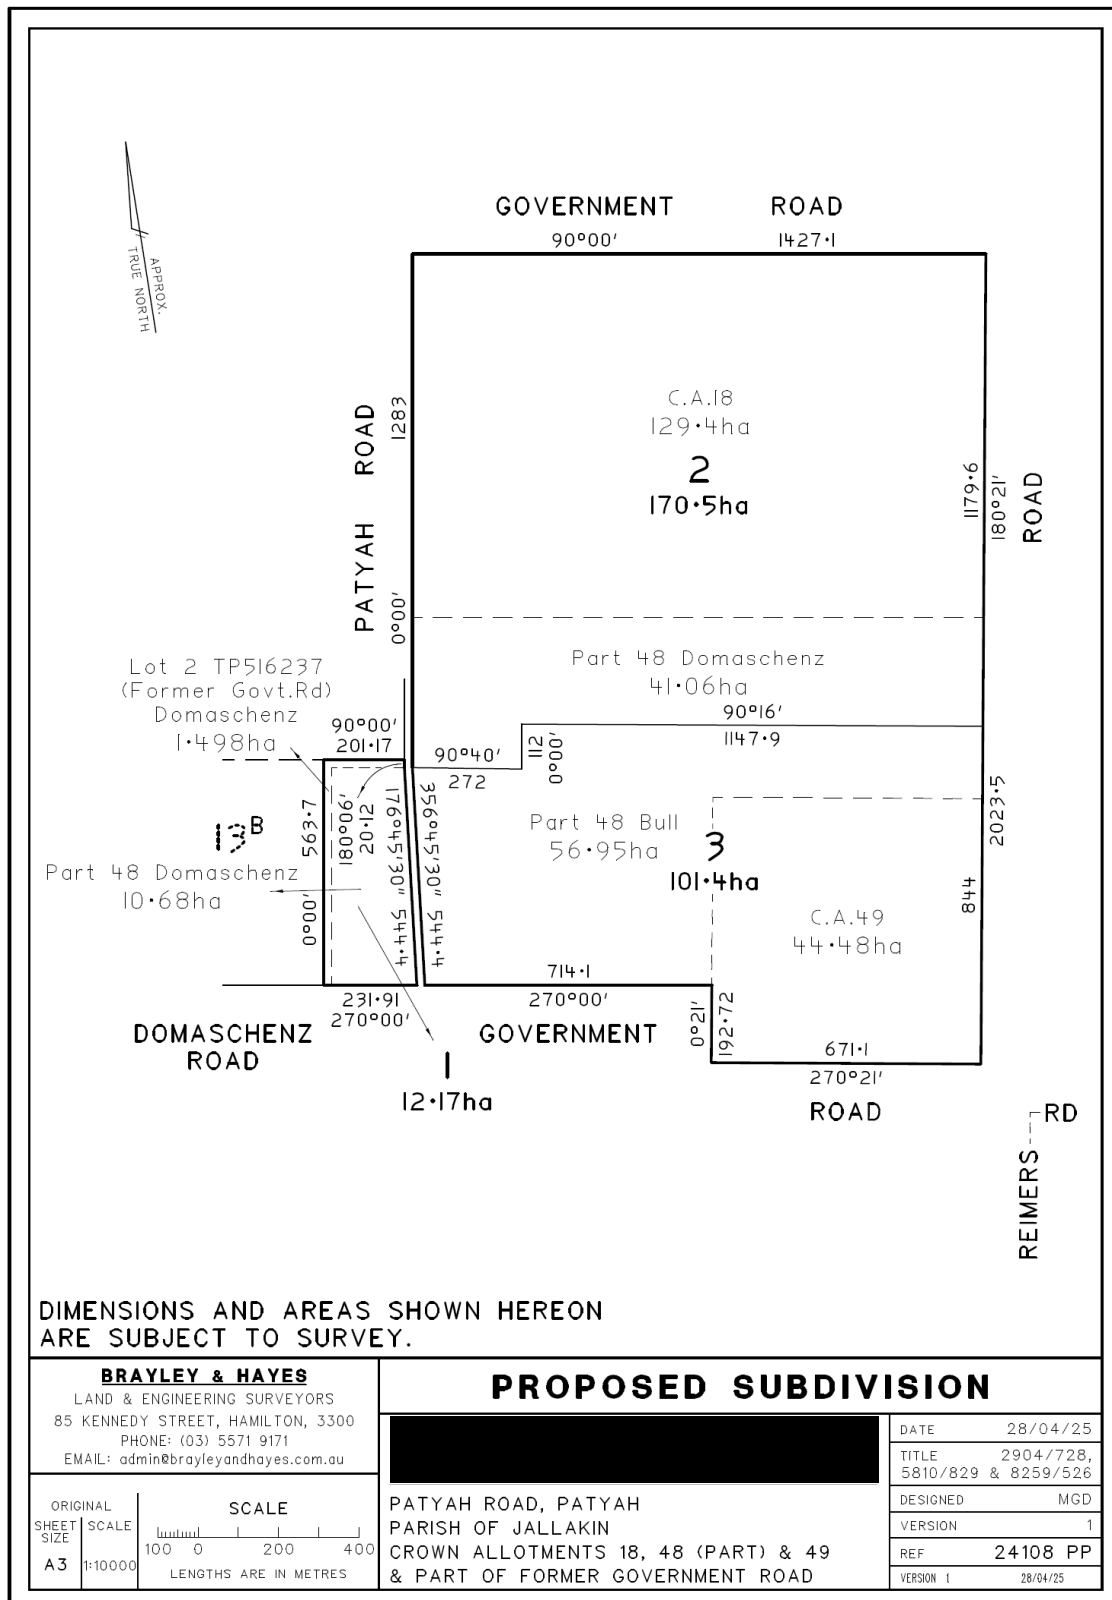 GOVERNMENT ROAD
90°00' 1427·1
APPROX.
TRUE NORTH
PATYAH ROAD
1283
0°00'
C.A.18
129·4ha
2
170·5ha
1179·6
180°21'
ROAD
Part 48 Domaschenz
41·06ha
90°16'
1147·9
112
0°00'
90°40'
272
Lot 2 TP516237
(Former Govt.Rd)
Domaschenz
1·498ha
90°00'
201·17
563·7
0°00'
180°06'
20·12
176°45'30" 544·4
356°45'30" 544·4
13B
Part 48 Domaschenz
10·68ha
Part 48 Bull
56·95ha
3
101·4ha
2023·5
844
C.A.49
44·48ha
714·1
270°00'
231·91
270°00'
DOMASCHENZ
ROAD
GOVERNMENT
0°21'
192·72
671·1
270°21'
ROAD
1
12·17ha
RD
REIMERS
DIMENSIONS AND AREAS SHOWN HEREON
ARE SUBJECT TO SURVEY.
BRAYLEY & HAYES
LAND & ENGINEERING SURVEYORS
85 KENNEDY STREET, HAMILTON, 3300
PHONE: (03) 5571 9171
EMAIL: admin@brayleyandhayes.com.au
ORIGINAL
SHEET SIZE
SCALE
A3
1:10000
SCALE
100 0 200 400
LENGTHS ARE IN METRES
PROPOSED SUBDIVISION
PATYAH ROAD, PATYAH
PARISH OF JALLAKIN
CROWN ALLOTMENTS 18, 48 (PART) & 49
& PART OF FORMER GOVERNMENT ROAD
DATE 28/04/25
TITLE 2904/728,
5810/829 & 8259/526
DESIGNED MGD
VERSION 1
REF 24108 PP
VERSION 1 28/04/25